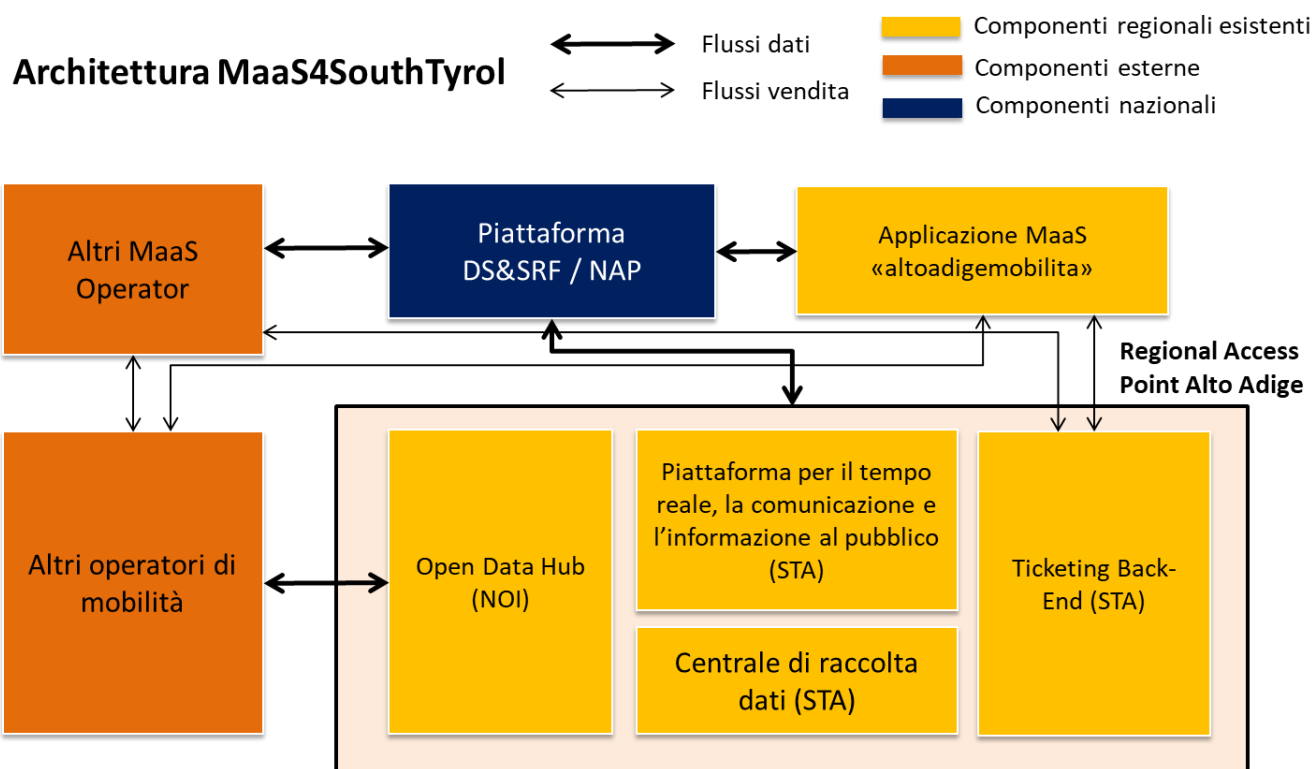 Architettura MaaS4SouthTyrol
Flussi dati
Flussi vendita
Componenti regionali esistenti
Componenti esterne
Componenti nazionali
Altri MaaS
Operator
Piattaforma
DS&SRF / NAP
Applicazione MaaS
«altoadigemobilita»
Regional Access
Point Alto Adige
Altri operatori di
mobilità
Open Data Hub
(NOI)
Piattaforma per il tempo
reale, la comunicazione e
l’informazione al pubblico
(STA)
Centrale di raccolta
dati (STA)
Ticketing Back-
End (STA)